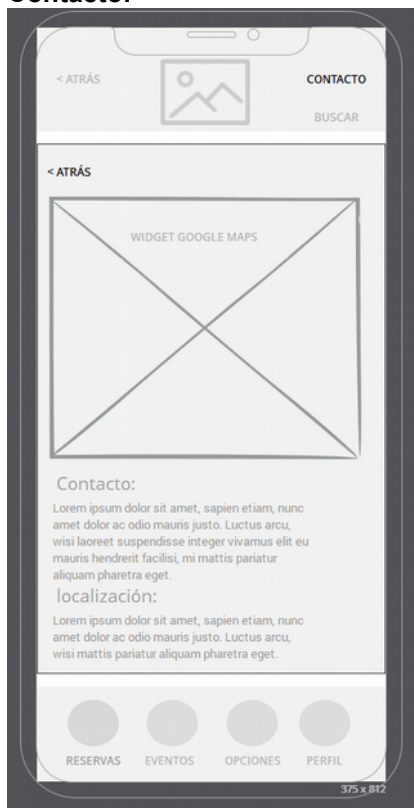 Contacto:
< ATRÁS
CONTACTO
BUSCAR
< ATRÁS
WIDGET GOOGLE MAPS
Contacto:
Lorem ipsum dolor sit amet, sapien etiam, nunc
amet dolor ac odio mauris justo. Luctus arcu,
wisi laoreet suspendisse integer vivamus elit eu
mauris hendrerit facilisi, mi mattis pariatur
aliquam pharetra eget.
localización:
Lorem ipsum dolor sit amet, sapien etiam, nunc
amet dolor ac odio mauris justo. Luctus arcu,
wisi mattis pariatur aliquam pharetra eget.
RESERVAS EVENTOS OPCIONES PERFIL
375 x 812